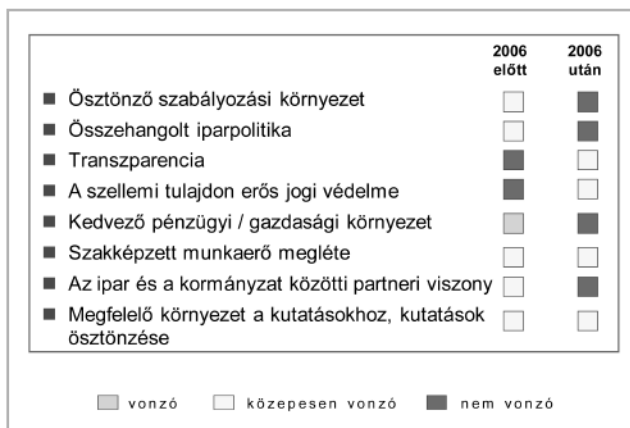 2006 2006
előtt után
Ösztönző szabályozási környezet
Összehangolt iparpolitika
Transzparencia
A szellemi tulajdon erős jogi védelme
Kedvező pénzügyi / gazdasági környezet
Szakképzett munkaerő megléte
Az ipar és a kormányzat közötti partneri viszony
Megfelelő környezet a kutatásokhoz, kutatások
ösztönzése
vonzó közepesen vonzó nem vonzó